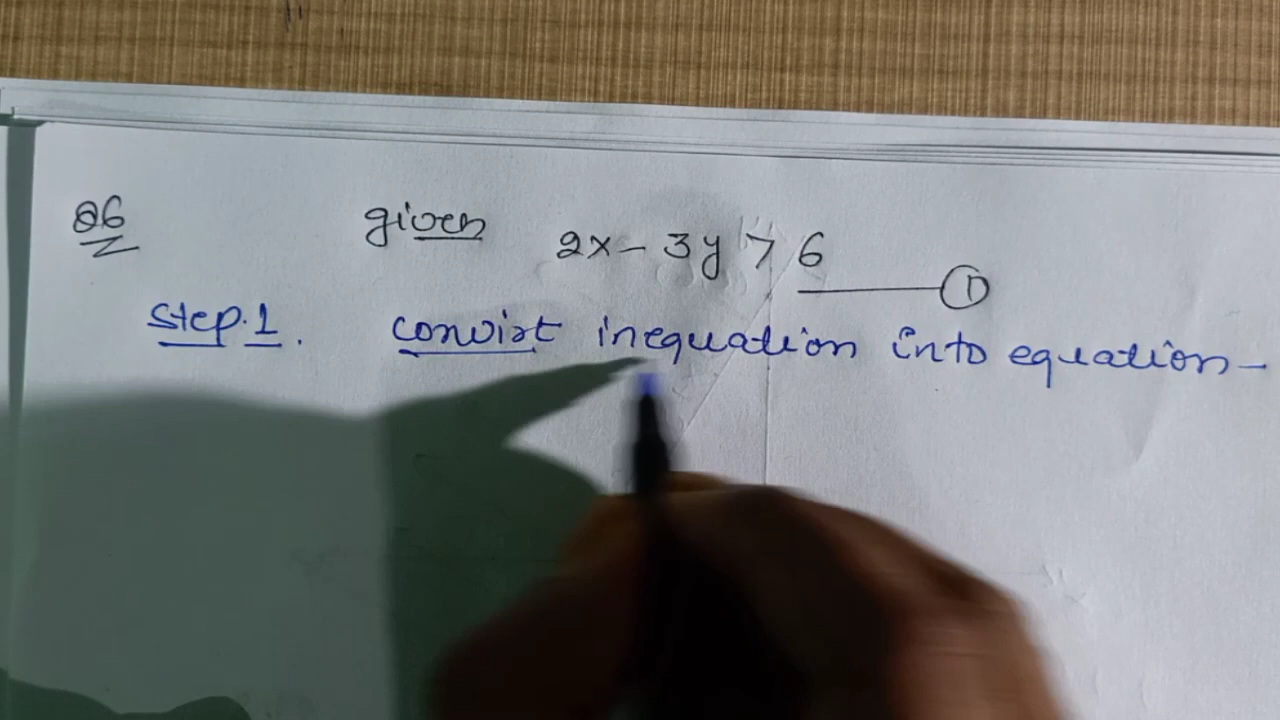 Q6 given 2x - 3y > 6 ——①
Step.1. convirt inequation into equation -